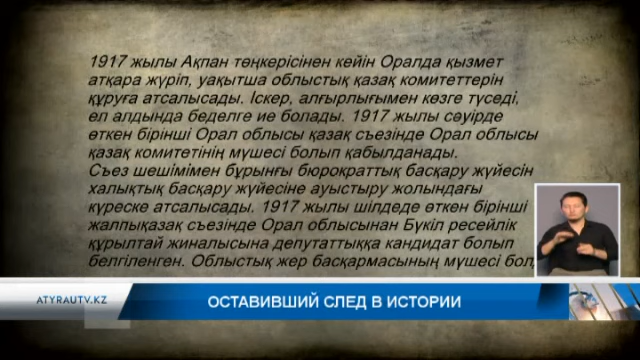 1917 жылы Ақпан төңкерісінен кейін Оралда қызмет
атқара жүріп, уақытша облыстық қазақ комитеттерін
құруға атсалысады. Іскер, алғырлығымен көзге түседі,
ел алдында беделге ие болады. 1917 жылы сәуірде
өткен бірінші Орал облысы қазақ съезінде Орал облысы
қазақ комитетінің мүшесі болып қабылданады.
Съез шешімімен бұрынғы бюрократтық басқару жүйесін
халықтық басқару жүйесіне ауыстыру жолындағы
күреске атсалысады. 1917 жылы шілдеде өткен бірінші
жалпықазақ съезінде Орал облысынан Бүкіл ресейлік
құрылтай жиналысына депутаттыққа кандидат болып
белгіленген. Облыстық жер басқармасының мүшесі бол
ATYRAUTV.KZ
ОСТАВИВШИЙ СЛЕД В ИСТОРИИ